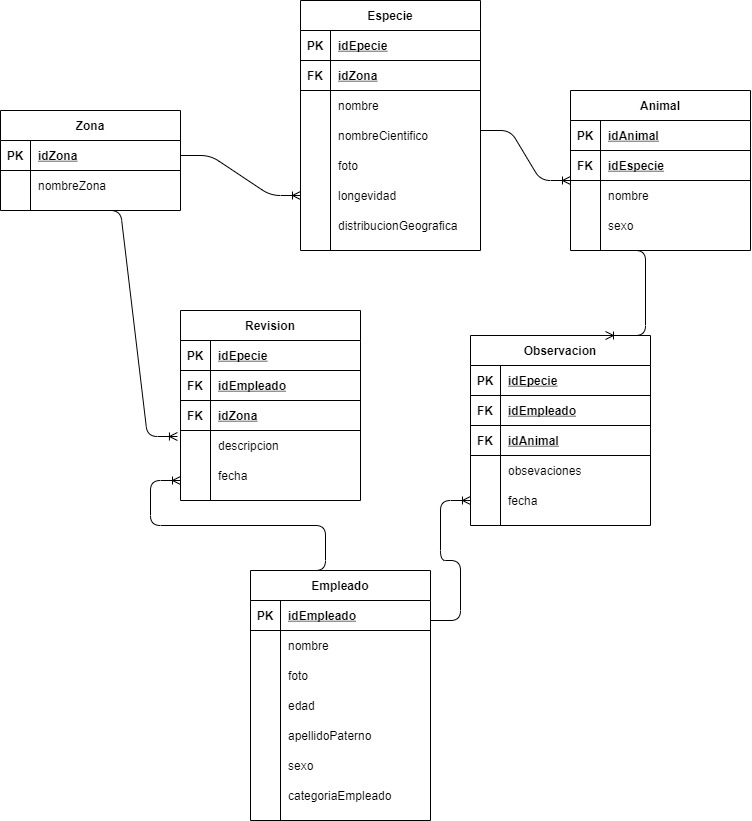 Especie
PK idEpecie
FK idZona
nombre
nombreCientifico
foto
longevidad
distribucionGeografica
Animal
PK idAnimal
FK idEspecie
nombre
sexo
Zona
PK idZona
nombreZona
Revision
PK idEpecie
FK idEmpleado
FK idZona
descripcion
fecha
Observacion
PK idEpecie
FK idEmpleado
FK idAnimal
obsevaciones
fecha
Empleado
PK idEmpleado
nombre
foto
edad
apellidoPaterno
sexo
categoriaEmpleado